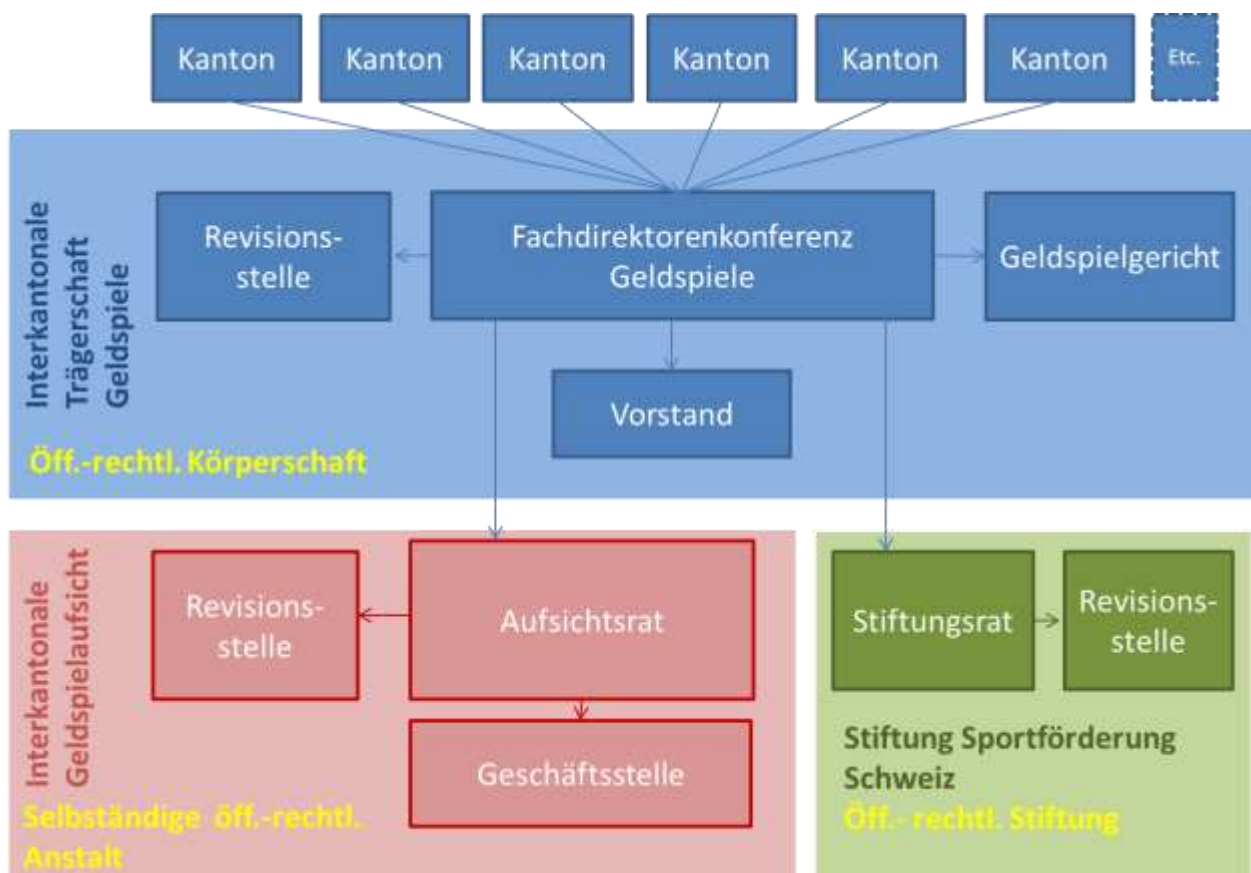 Kanton
Kanton
Kanton
Kanton
Kanton
Kanton
Etc.
Interkantonale
Trägerschaft
Geldspiele
Revisions-
stelle
Fachdirektorenkonferenz
Geldspiele
Geldspielgericht
Vorstand
Öff.-rechtl. Körperschaft
Interkantonale
Geldspielaufsicht
Revisions-
stelle
Aufsichtsrat
Geschäftsstelle
Selbständige öff.-rechtl.
Anstalt
Stiftungsrat
Revisions-
stelle
Stiftung Sportförderung
Schweiz
Öff.- rechtl. Stiftung